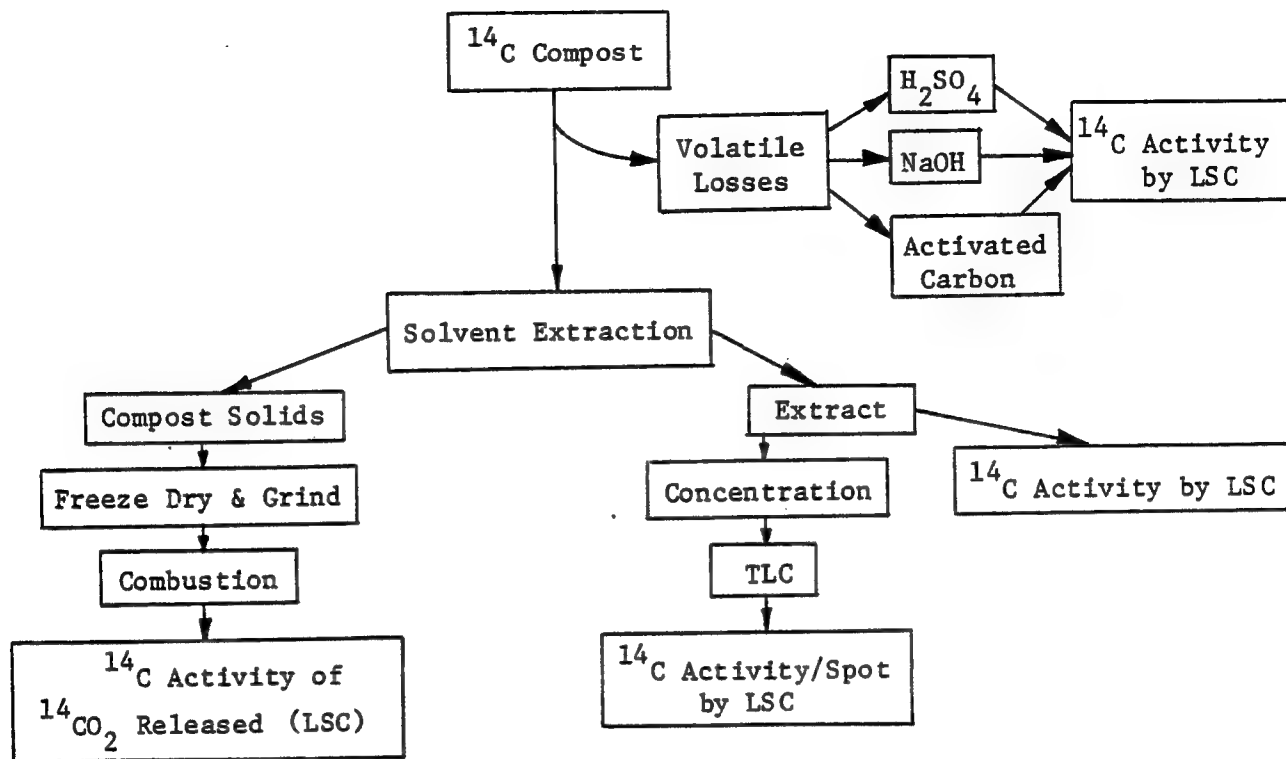 ¹⁴C Compost
H₂SO₄
Volatile
Losses
NaOH
Activated
Carbon
¹⁴C Activity
by LSC
Solvent Extraction
Compost Solids
Freeze Dry & Grind
Combustion
¹⁴C Activity of
¹⁴CO₂ Released (LSC)
Extract
Concentration
TLC
¹⁴C Activity/Spot
by LSC
¹⁴C Activity by LSC